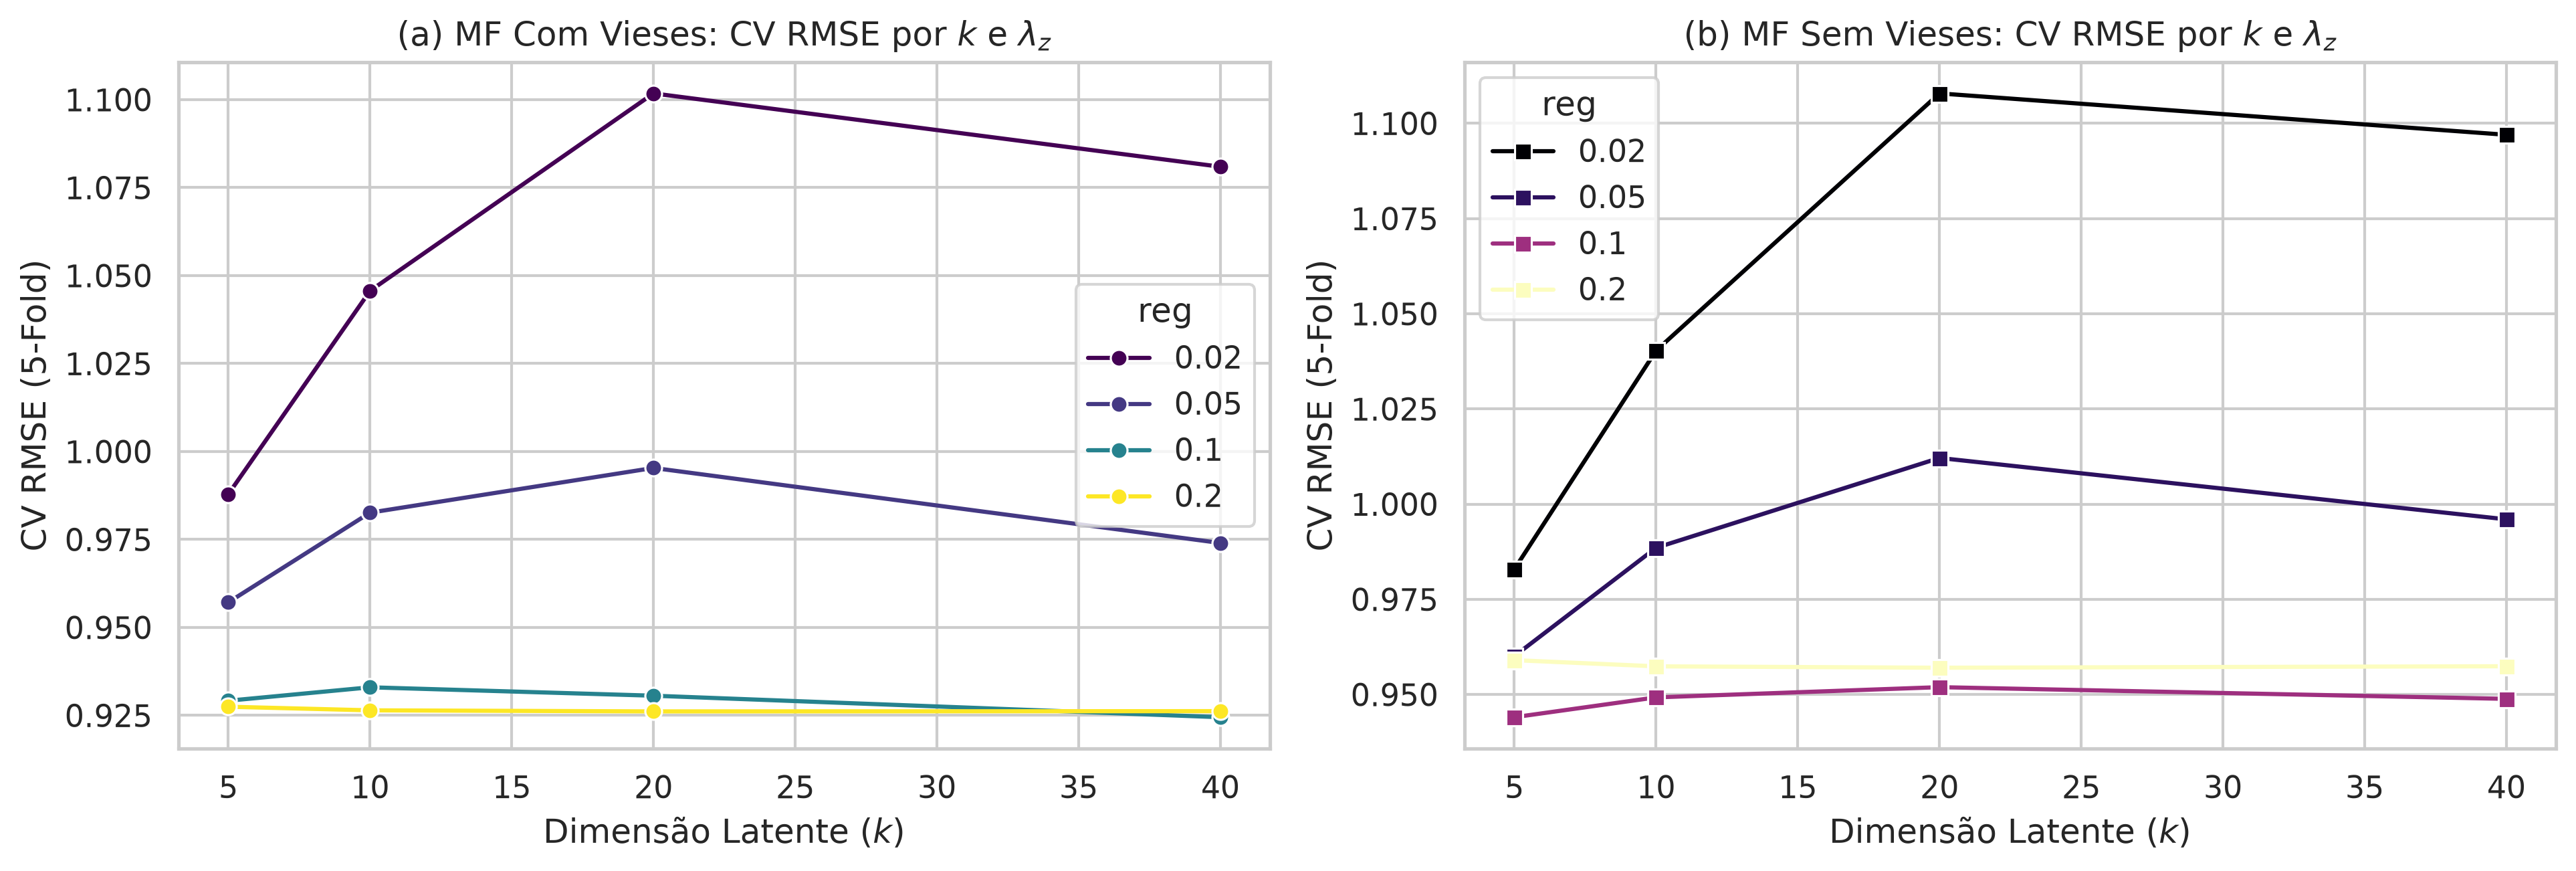 (a) MF Com Vieses: CV RMSE por k e λz
CV RMSE (5-Fold)
1.100
1.075
1.050
1.025
1.000
0.975
0.950
0.925
reg
0.02
0.05
0.1
0.2
5 10 15 20 25 30 35 40
Dimensão Latente (k)
(b) MF Sem Vieses: CV RMSE por k e λz
CV RMSE (5-Fold)
1.100
1.075
1.050
1.025
1.000
0.975
0.950
reg
0.02
0.05
0.1
0.2
5 10 15 20 25 30 35 40
Dimensão Latente (k)